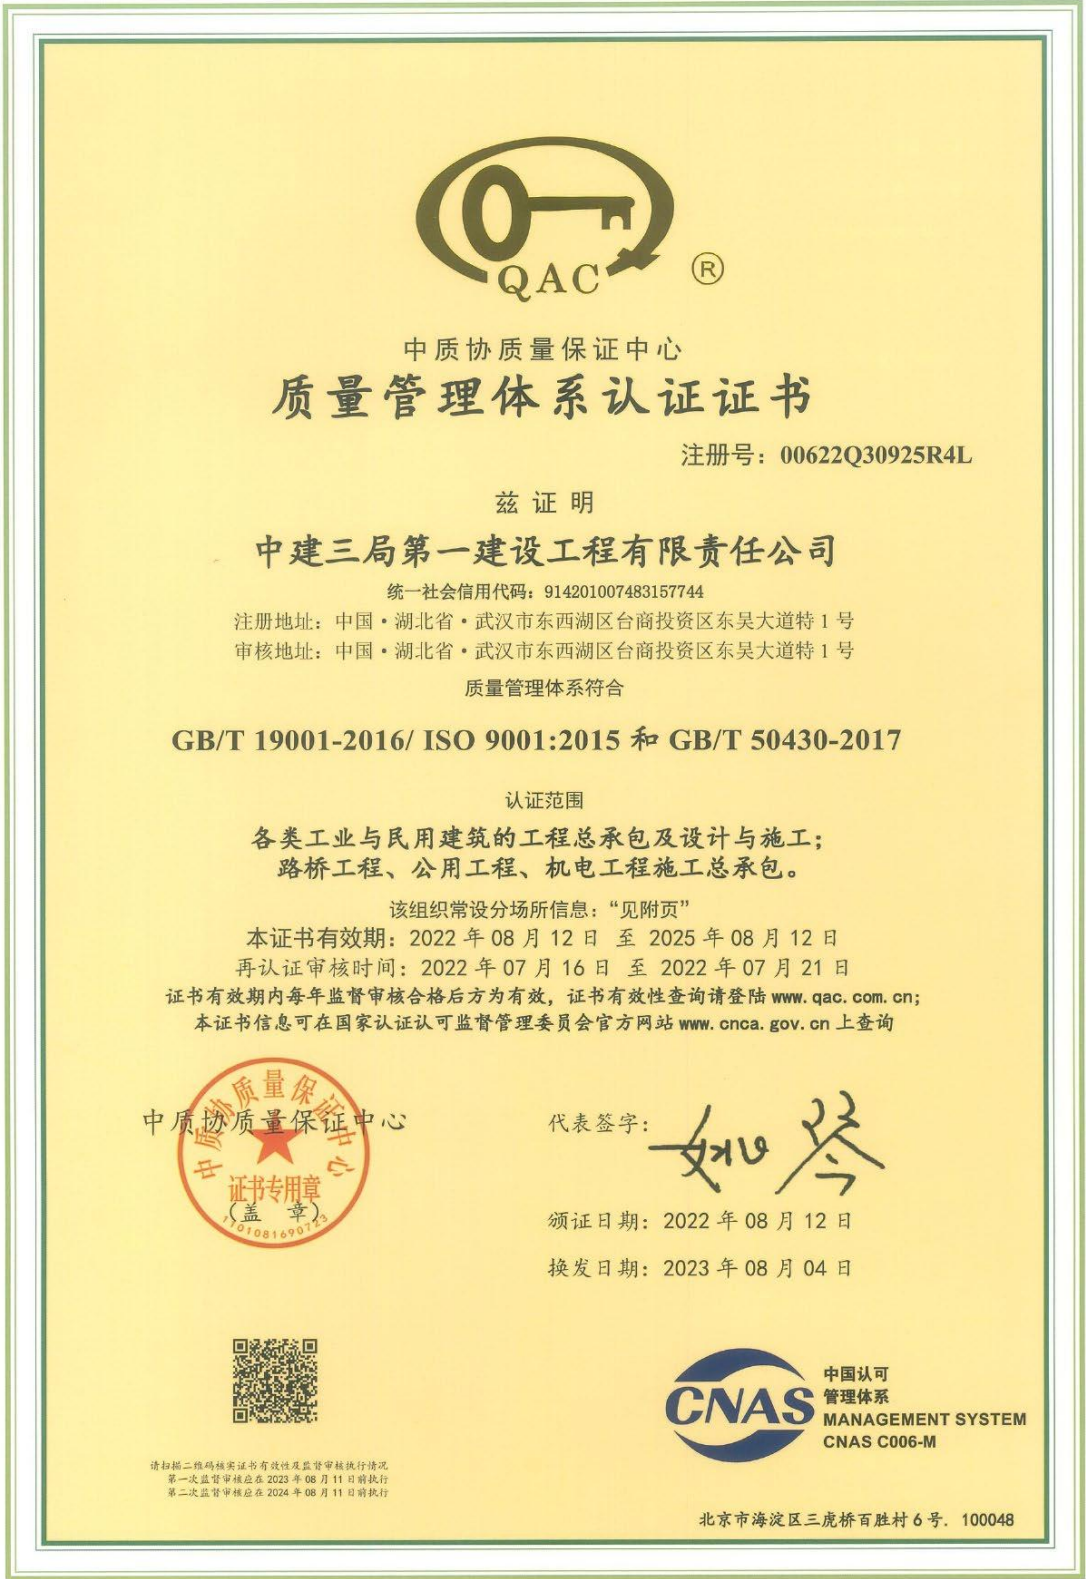 QAC
®
中质协质量保证中心
质量管理体系认证证书
注册号：00622Q30925R4L
兹证明
中建三局第一建设工程有限责任公司
统一社会信用代码：914201007483157744
注册地址：中国·湖北省·武汉市东西湖区台商投资区东吴大道特1号
审核地址：中国·湖北省·武汉市东西湖区台商投资区东吴大道特1号
质量管理体系符合
GB/T 19001-2016/ ISO 9001:2015 和 GB/T 50430-2017
认证范围
各类工业与民用建筑的工程总承包及设计与施工；
路桥工程、公用工程、机电工程施工总承包。
该组织常设分场所信息：“见附页”
本证书有效期：2022 年 08 月 12 日 至 2025 年 08 月 12 日
再认证审核时间：2022 年 07 月 16 日 至 2022 年 07 月 21 日
证书有效期内每年监督审核合格后方为有效，证书有效性查询请登陆 www.qac.com.cn；
本证书信息可在国家认证认可监督管理委员会官方网站 www.cnca.gov.cn 上查询
中质协质量保证中心
中质协质量保证中心
证书专用章
（盖 章）
1101081690723
代表签字：
姚琴
颁证日期：2022 年 08 月 12 日
换发日期：2023 年 08 月 04 日
请扫描二维码核实证书有效性及监督审核执行情况
第一次监督审核应在 2023 年 08 月 11 日前执行
第二次监督审核应在 2024 年 08 月 11 日前执行
CNAS
中国认可
管理体系
MANAGEMENT SYSTEM
CNAS C006-M
北京市海淀区三虎桥百胜村 6 号. 100048